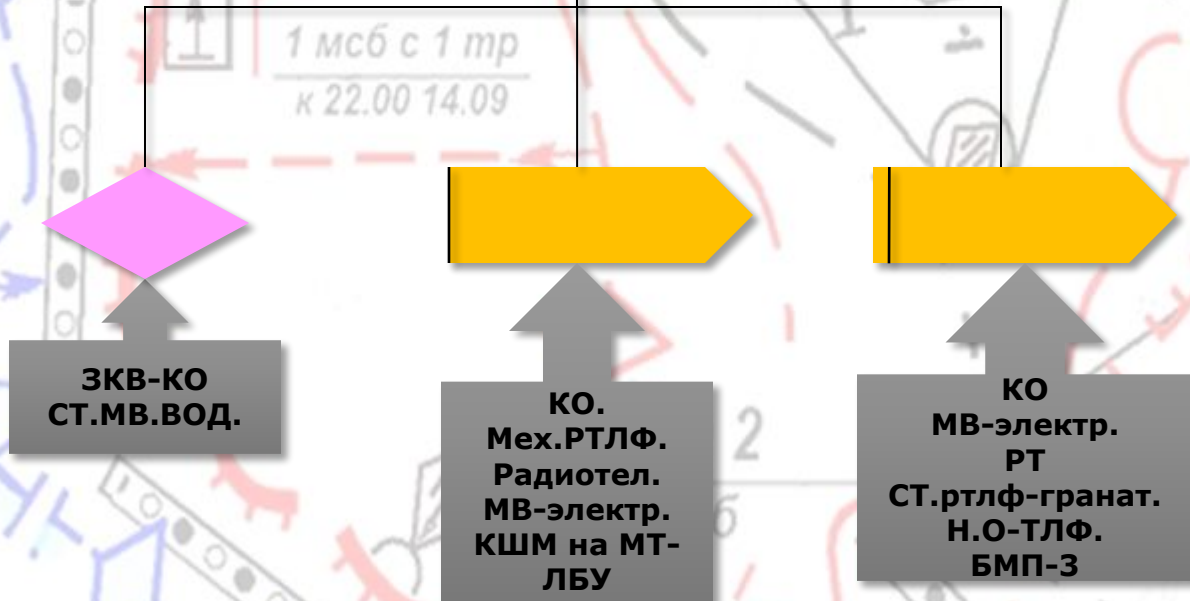 1 мсб с 1 тр
к 22.00 14.09
ЗКВ-КО
СТ.МВ.ВОД.
КО.
Мех.РТЛФ.
Радиотел.
МВ-электр.
КШМ на МТ-
ЛБУ
КО
МВ-электр.
РТ
СТ.ртлф-гранат.
Н.О-ТЛФ.
БМП-3
2
б